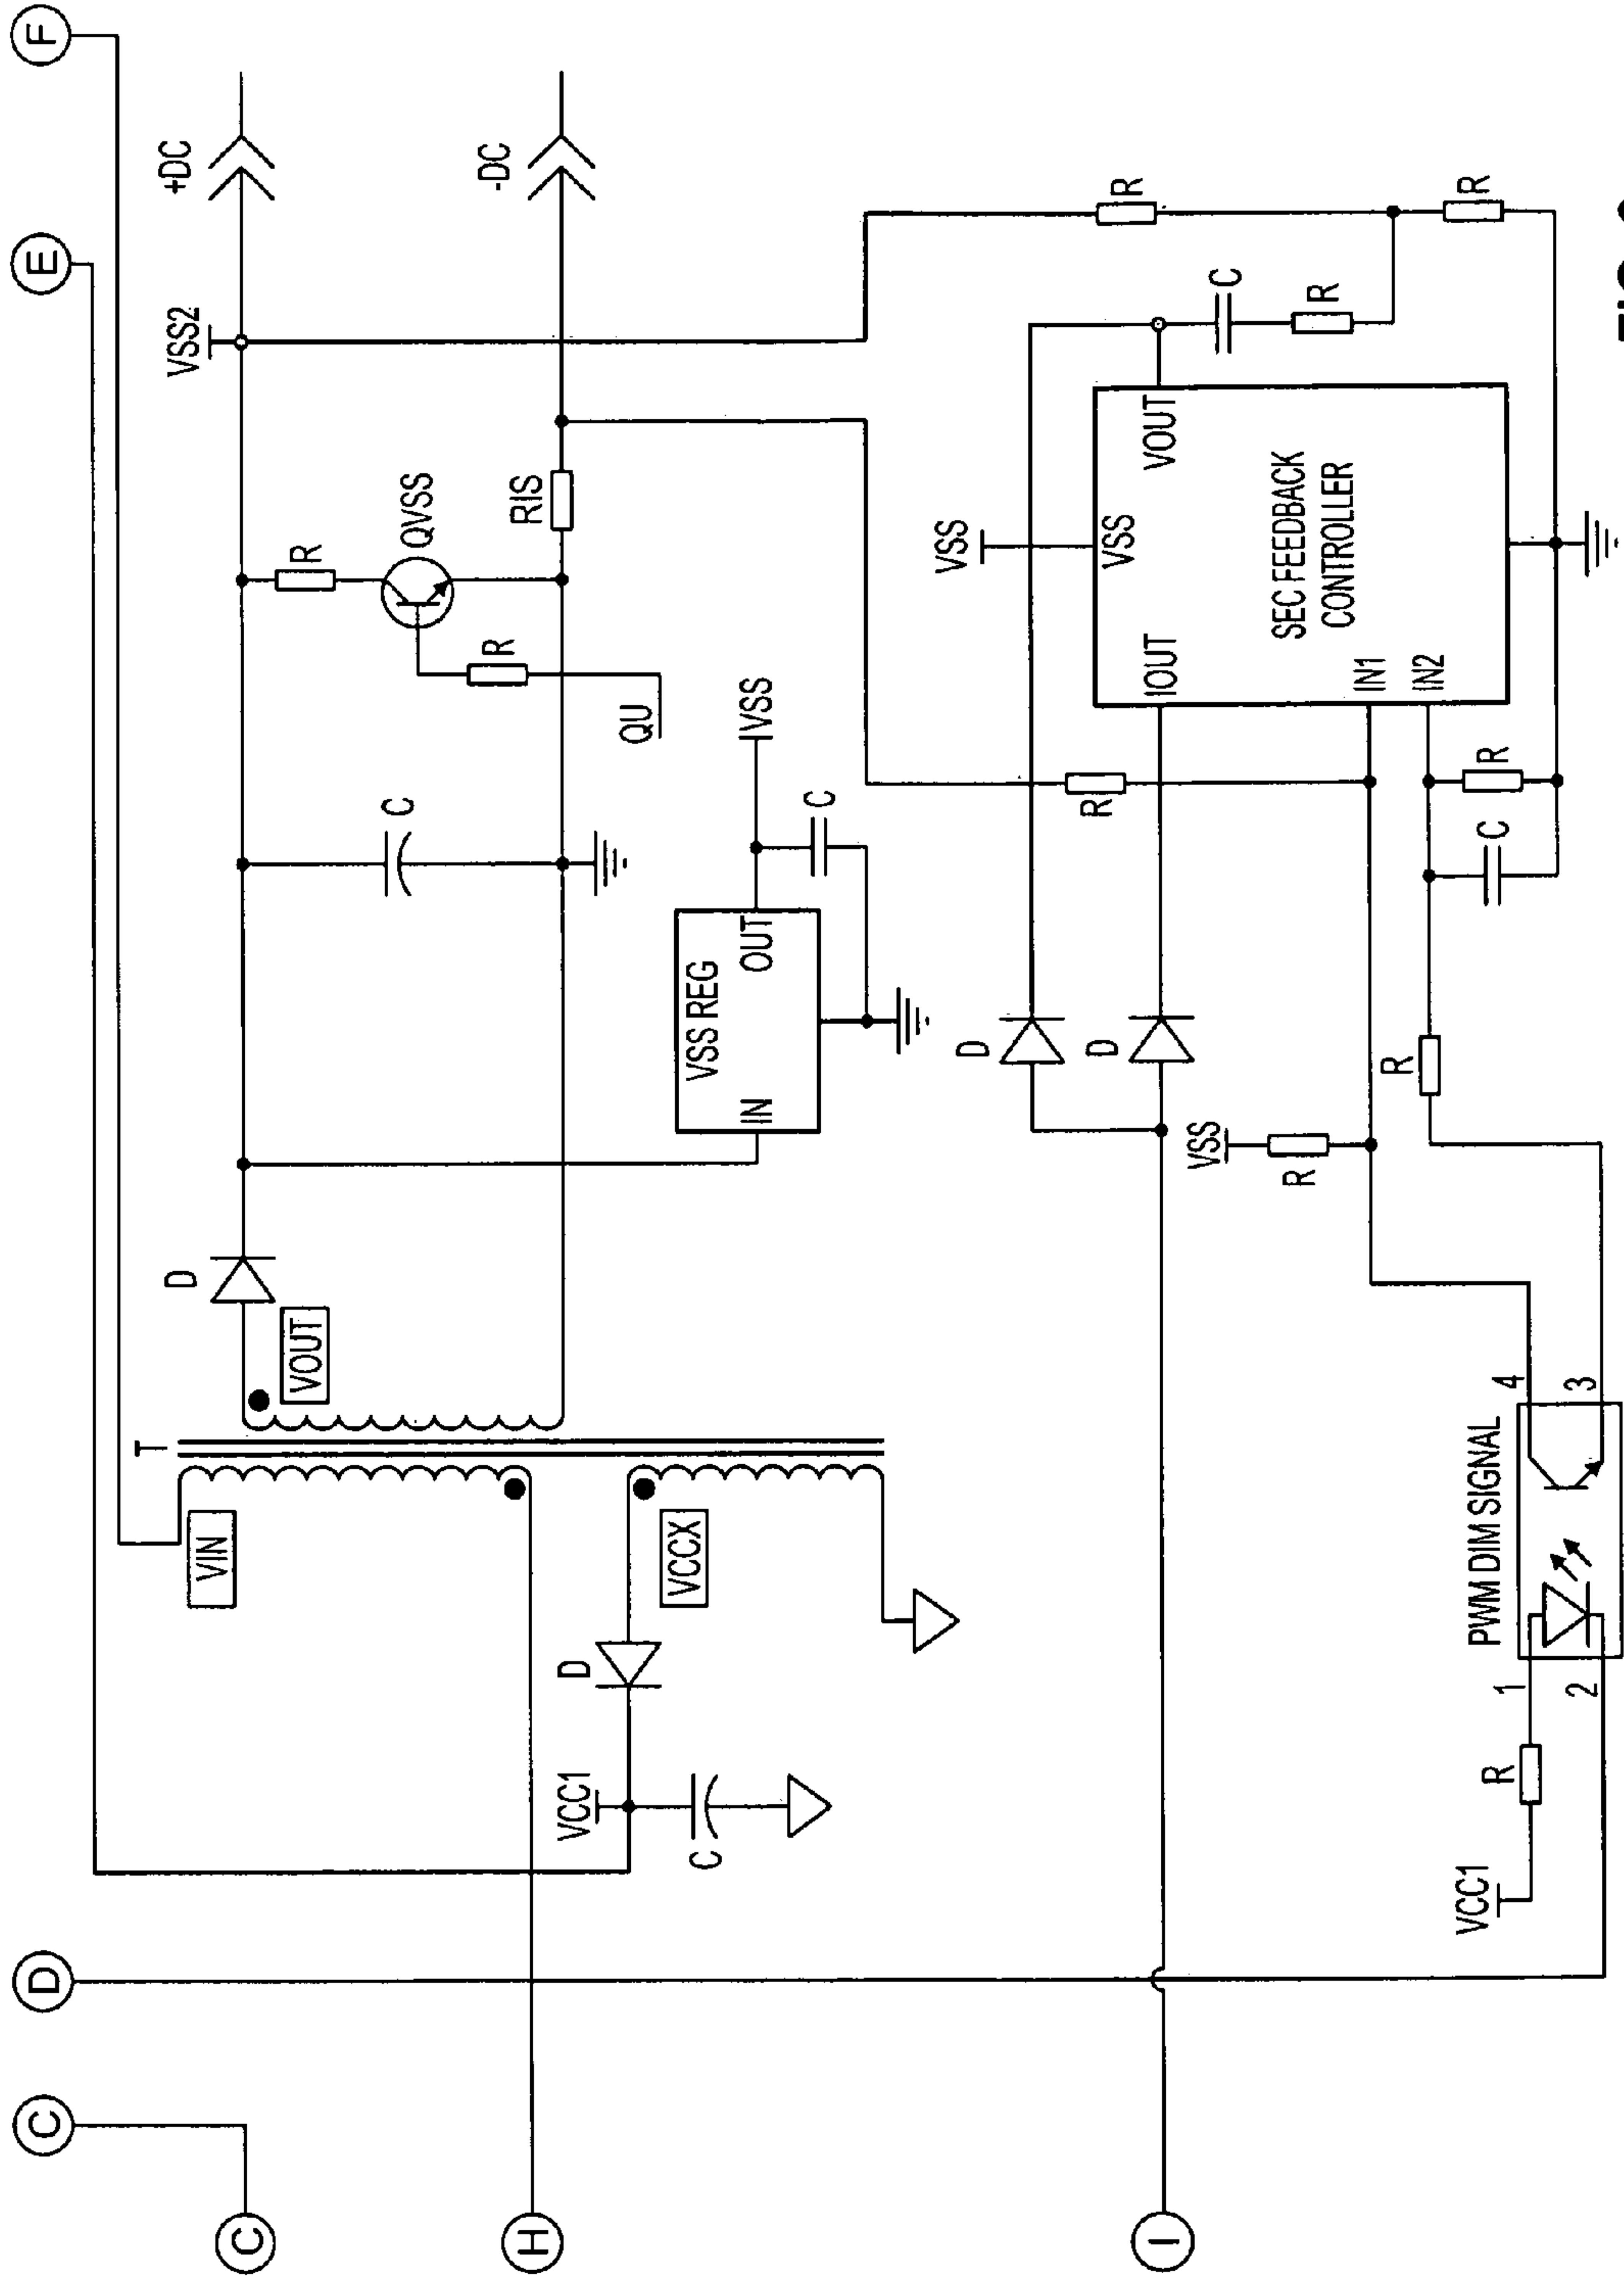 C
D
E
F
C
T
VIN
D
VOUT
VSS2
+DC
H
VCC1
C
D
VCCX
C
R
QVSS
R
QU
RIS
-DC
VSS REG
IN
OUT
VSS
C
I
D
D
VSS
R
R
VSS
VSS
IOUT
VOUT
SEC FEEDBACK
CONTROLLER
IN1
IN2
C
R
R
R
R
C
R
VCC1
R
PWM DIM SIGNAL
1
2
4
3